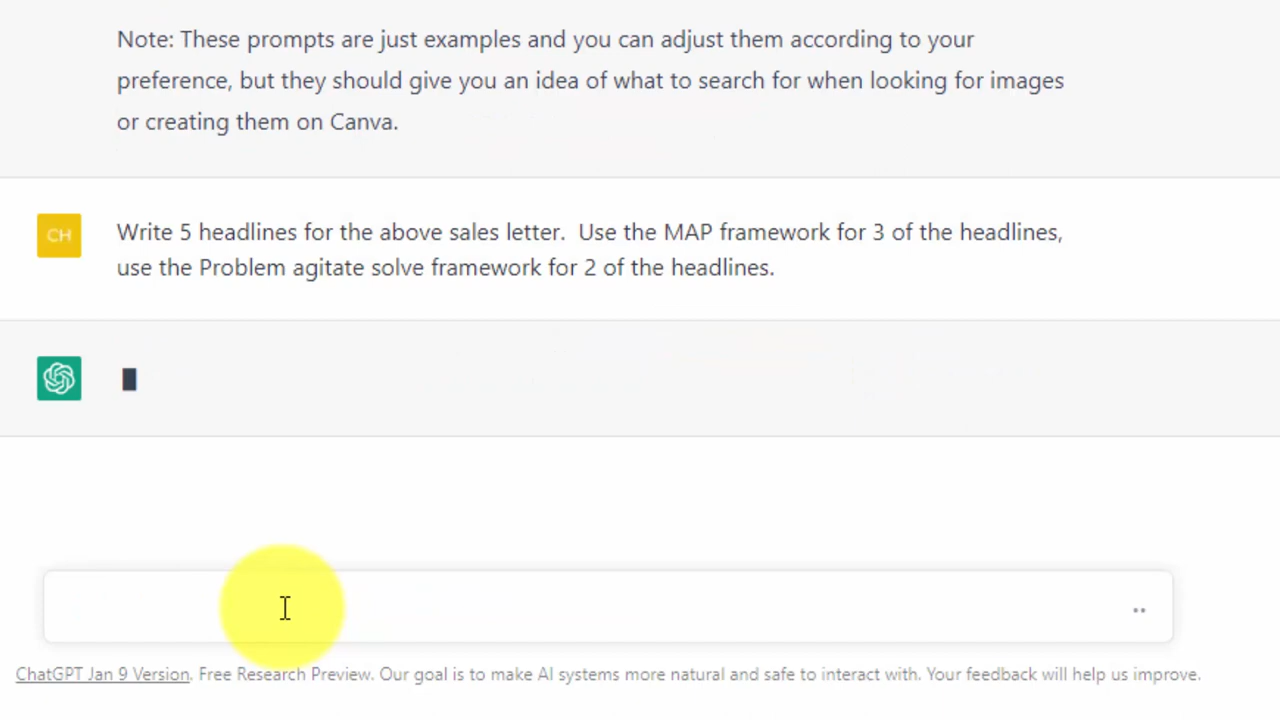 Note: These prompts are just examples and you can adjust them according to your
preference, but they should give you an idea of what to search for when looking for images
or creating them on Canva.
CH
Write 5 headlines for the above sales letter.  Use the MAP framework for 3 of the headlines,
use the Problem agitate solve framework for 2 of the headlines.
ChatGPT Jan 9 Version. Free Research Preview. Our goal is to make AI systems more natural and safe to interact with. Your feedback will help us improve.